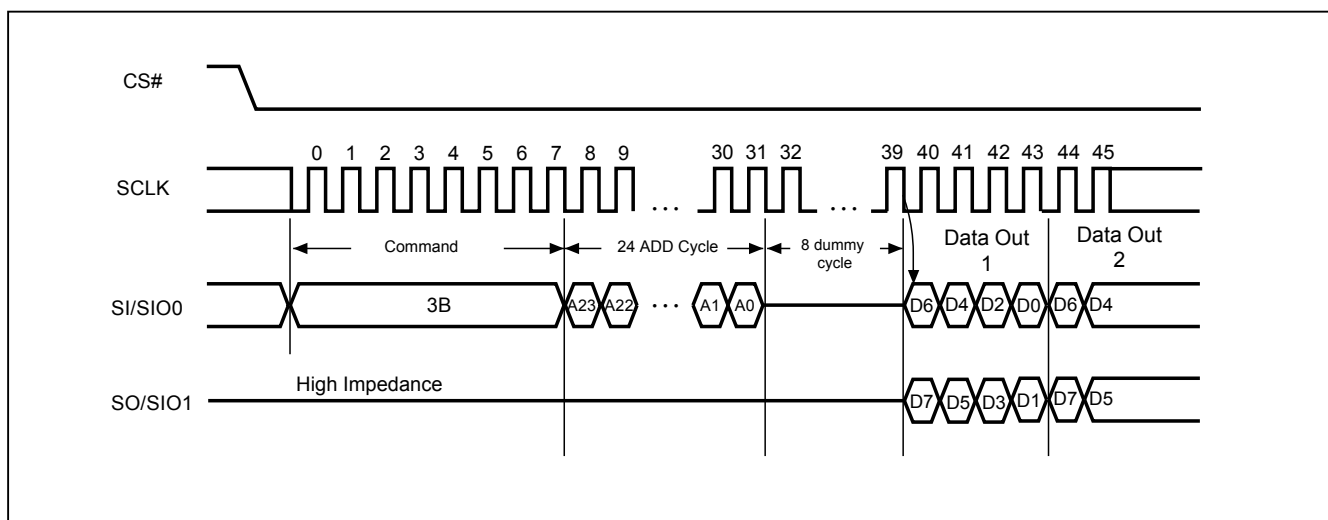 CS#
0 1 2 3 4 5 6 7 8 9 30 31 32 39 40 41 42 43 44 45
SCLK
... ...
Command 24 ADD Cycle 8 dummy cycle Data Out 1 Data Out 2
SI/SIO0 3B A23 A22 ... A1 A0 D6 D4 D2 D0 D6 D4
High Impedance
SO/SIO1 D7 D5 D3 D1 D7 D5